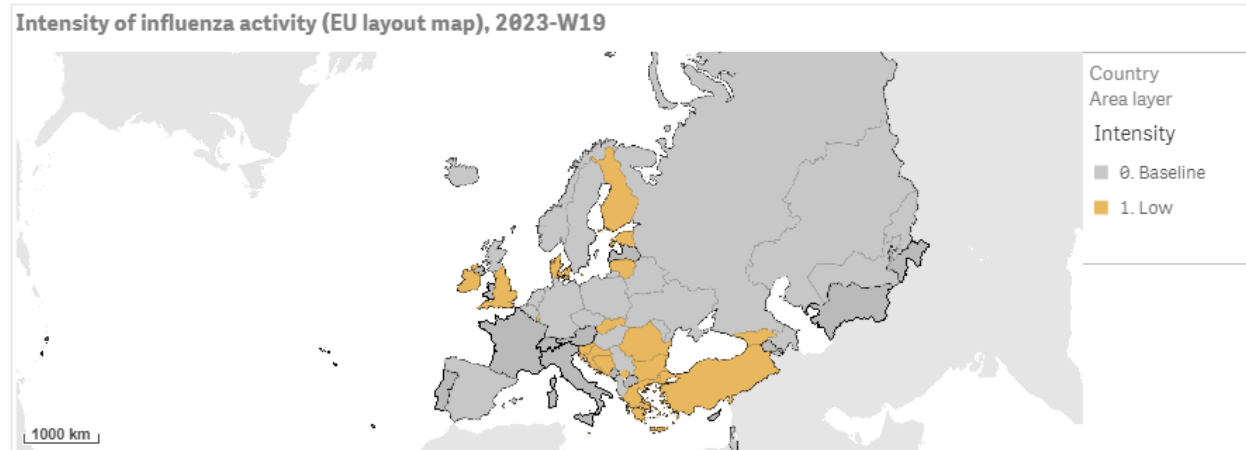 Intensity of influenza activity (EU layout map), 2023-W19
Country
Area layer
Intensity
0. Baseline
1. Low
1000 km